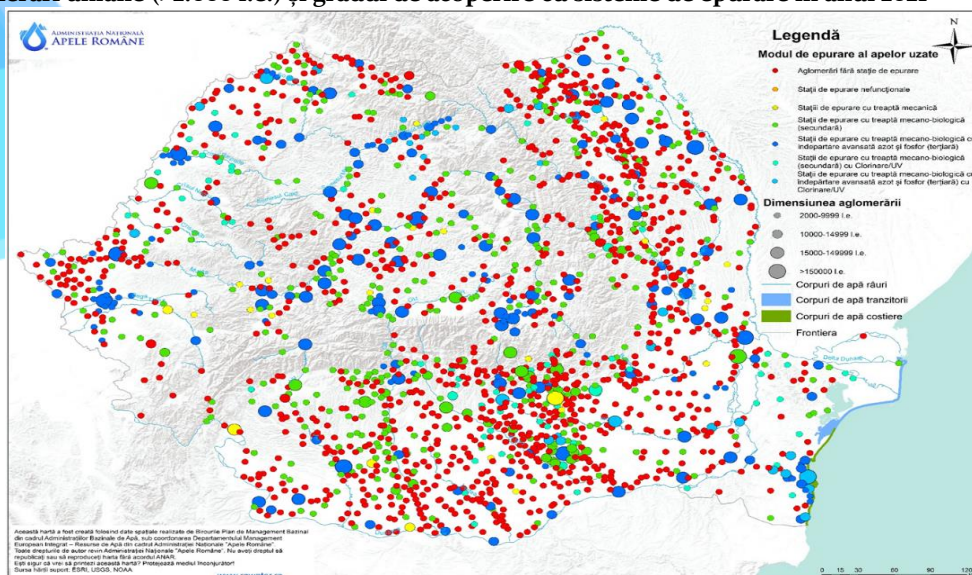 ADMINISTRAȚIA NAȚIONALĂ
APELE ROMÂNE
N
Legendă
Modul de epurare al apelor uzate
Aglomerări fără stație de epurare
Stații de epurare nefuncționale
Stații de epurare cu treaptă mecanică
Stații de epurare cu treaptă mecano-biologică
(secundară)
Stații de epurare cu treaptă mecano-biologică cu
îndepărtare avansată azot și fosfor (terțiară)
Stații de epurare cu treaptă mecano-biologică
(secundară) cu Clorinare/UV
Stații de epurare cu treaptă mecano-biologică cu
îndepărtare avansată azot și fosfor (terțiară) cu
Clorinare/UV
Dimensiunea aglomerării
2000-9999 l.e.
10000-14999 l.e.
15000-149999 l.e.
>150000 l.e.
Corpuri de apă râuri
Corpuri de apă tranzitorii
Corpuri de apă costiere
Frontiera
Delta Dunării
Această hartă a fost creată folosind date spațiale realizate de Birourile Plan de Management Bazinal
din cadrul Administrațiilor Bazinale de Apă, sub coordonarea Departamentului Management
European Integrat – Resurse de Apă din cadrul Administrației Naționale "Apele Române".
Toate drepturile de autor revin Administrației Naționale "Apele Române". Nu aveți dreptul să
republicați sau să reproduceți harta fără acordul ANAR.
Ești sigur că vrei să printezi această hartă? Protejează mediul înconjurător!
Sursa hărții suport: ESRI, USGS, NOAA
0 15 30 60 90 120